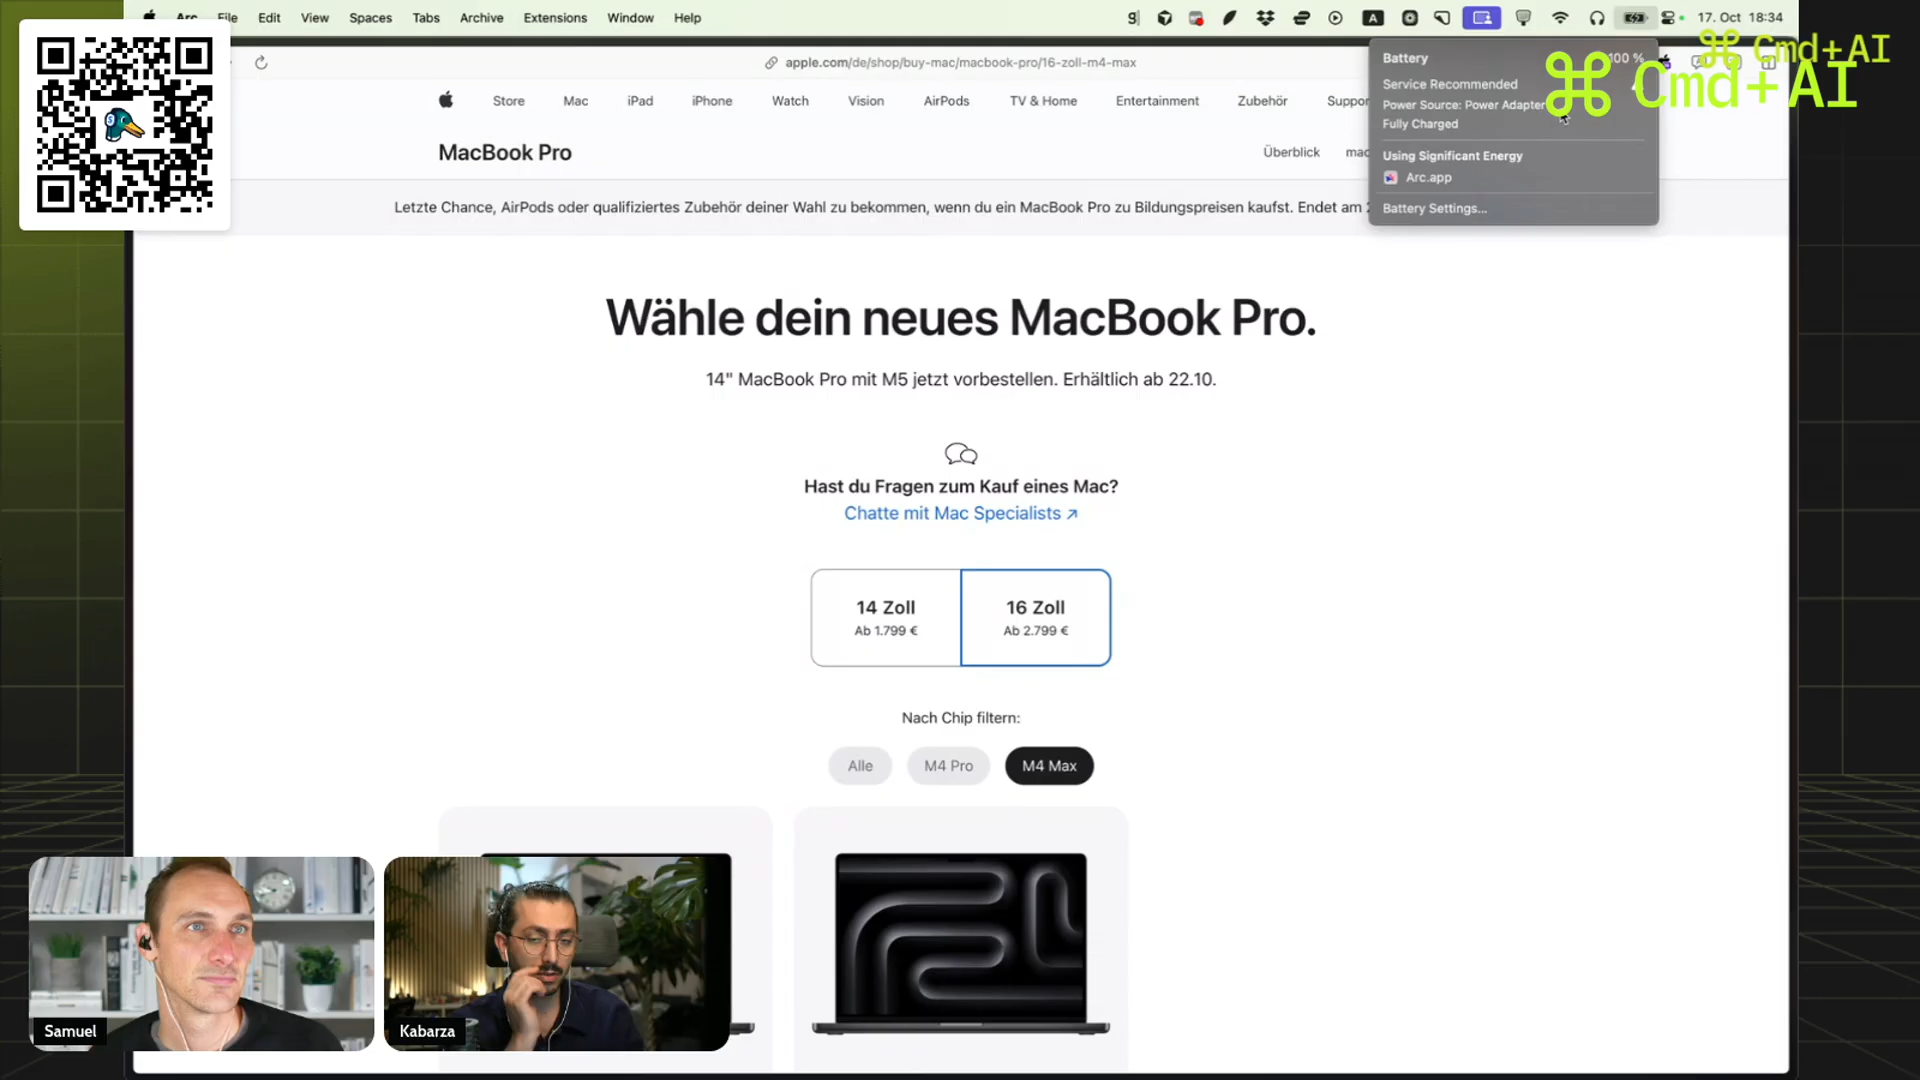 Arc File Edit View Spaces Tabs Archive Extensions Window Help
A
17. Oct 18:34
apple.com/de/shop/buy-mac/macbook-pro/16-zoll-m4-max
Store Mac iPad iPhone Watch Vision AirPods TV & Home Entertainment Zubehör Suppor
MacBook Pro
Überblick mac
Letzte Chance, AirPods oder qualifiziertes Zubehör deiner Wahl zu bekommen, wenn du ein MacBook Pro zu Bildungspreisen kaufst. Endet am 2
Battery 100 %
Service Recommended
Power Source: Power Adapter
Fully Charged
Using Significant Energy
Arc.app
Battery Settings...
⌘ Cmd+AI
⌘ Cmd+AI
Wähle dein neues MacBook Pro.
14" MacBook Pro mit M5 jetzt vorbestellen. Erhältlich ab 22.10.
Hast du Fragen zum Kauf eines Mac?
Chatte mit Mac Specialists ↗
14 Zoll
Ab 1.799 €
16 Zoll
Ab 2.799 €
Nach Chip filtern:
Alle M4 Pro M4 Max
Samuel
Kabarza